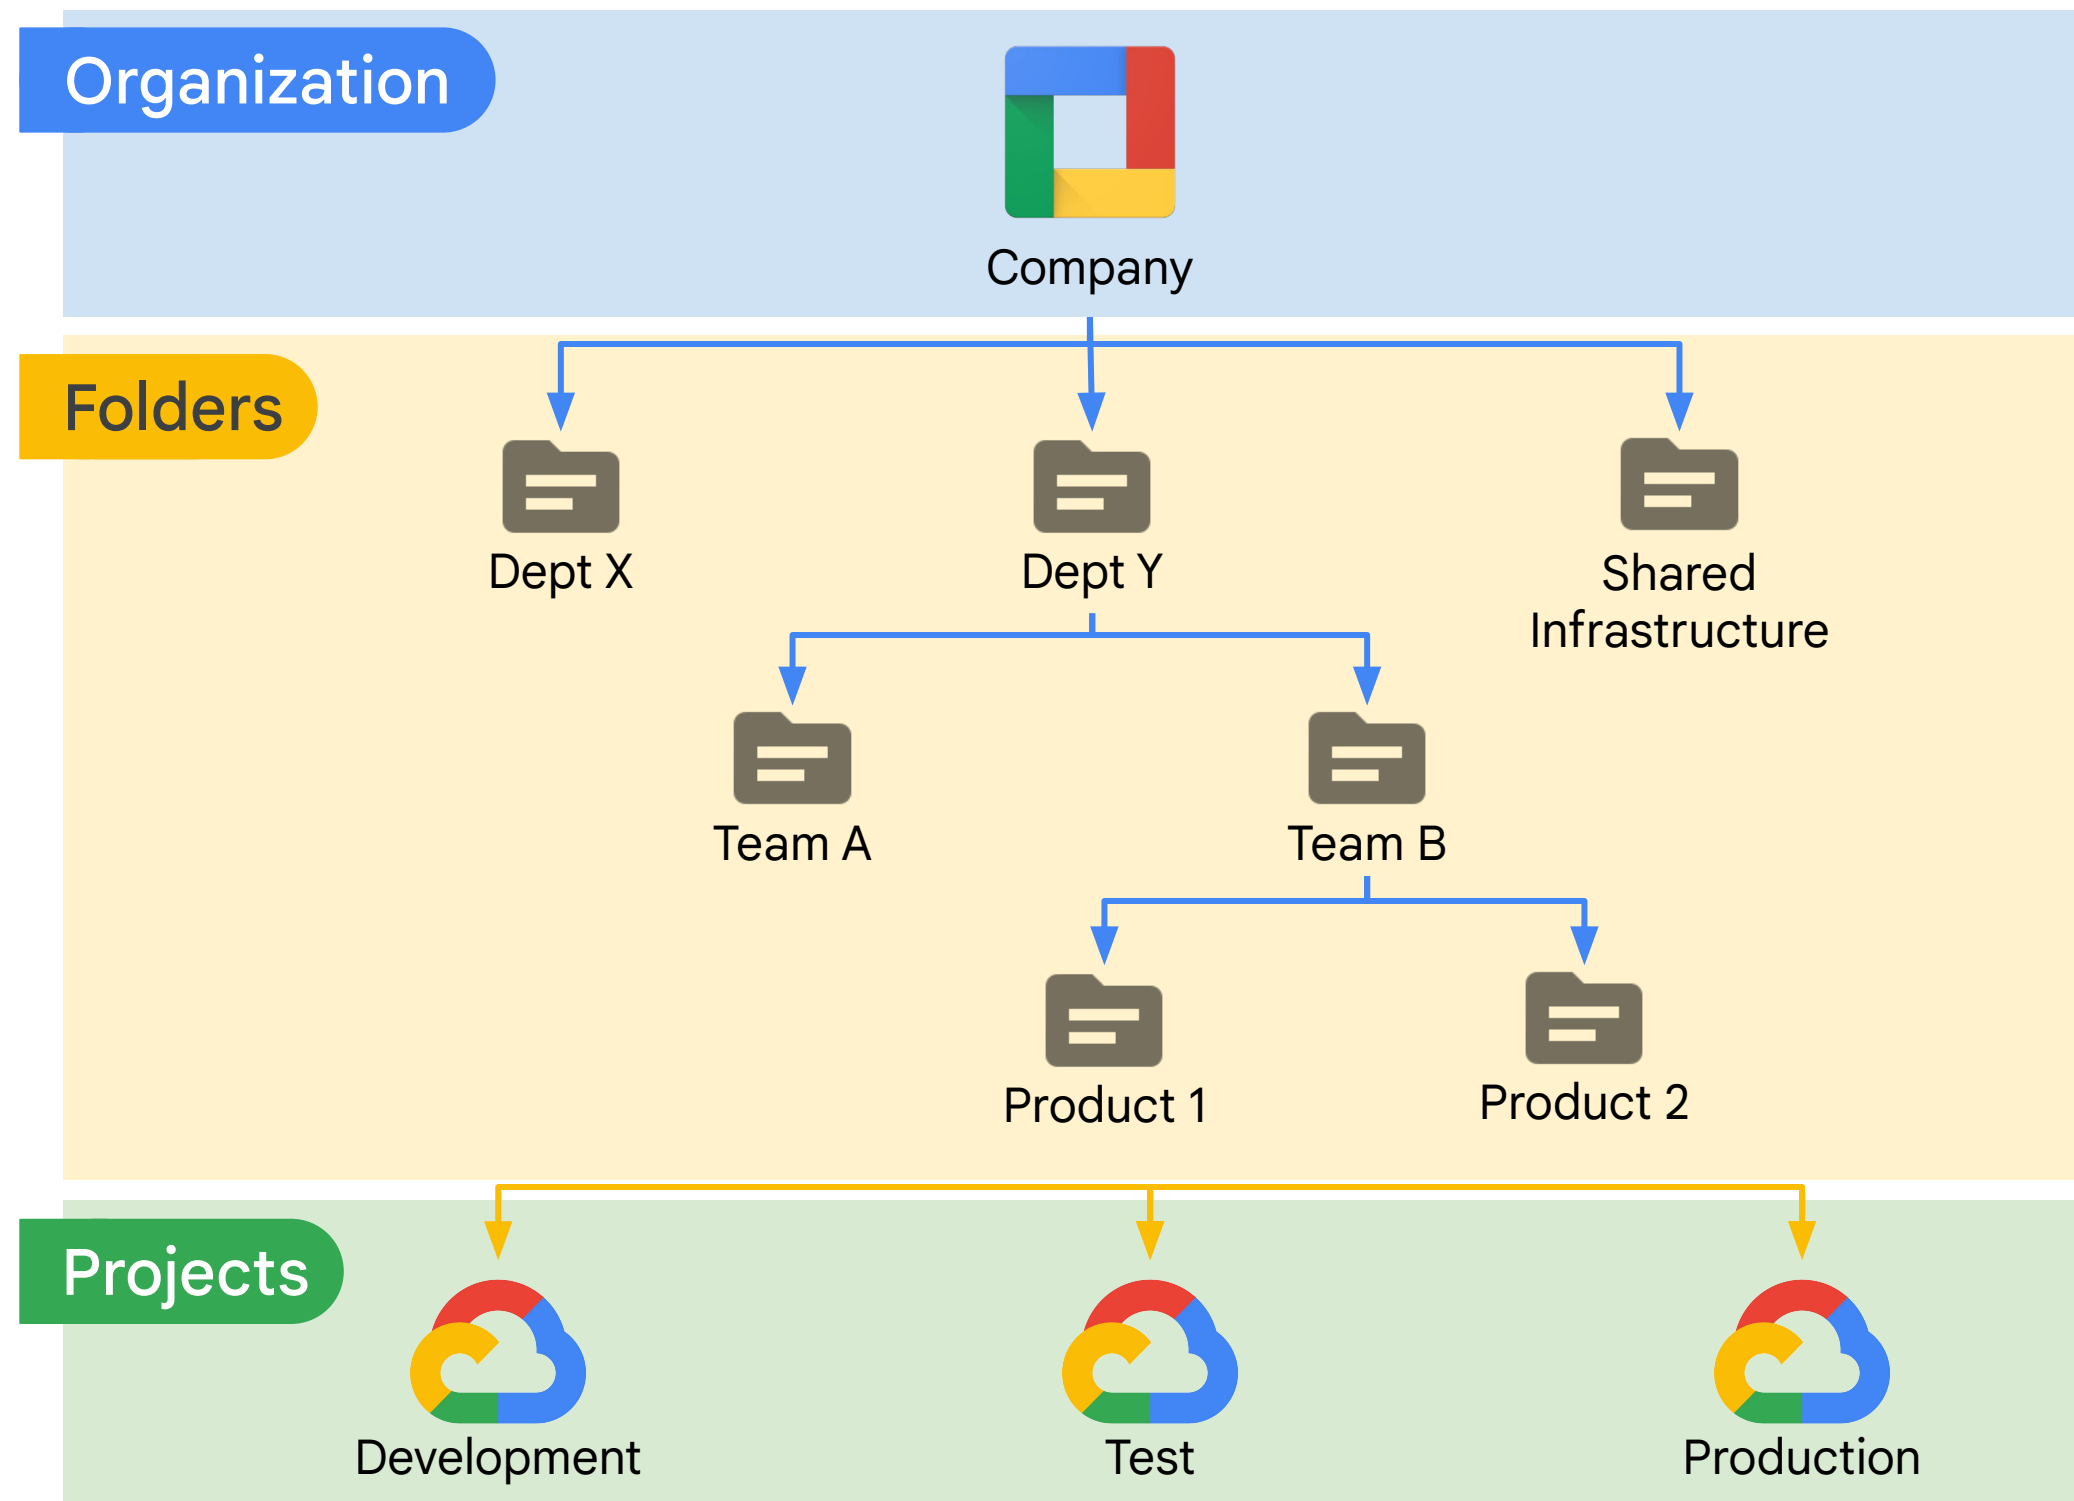 Organization
Company
Folders
Dept X
Dept Y
Shared
Infrastructure
Team A
Team B
Product 1
Product 2
Projects
Development
Test
Production